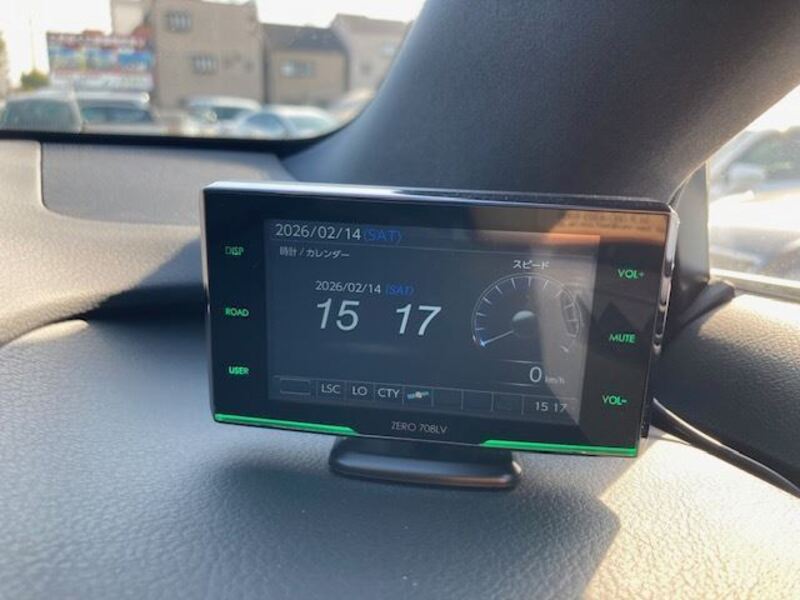 2026/02/14(SAT)
時計/カレンダー
スピード
2026/02/14(SAT)
15 17
0 km/h
LSC LO CTY
15 17
DISP
ROAD
USER
VOL+
MUTE
VOL-
ZERO 708LV